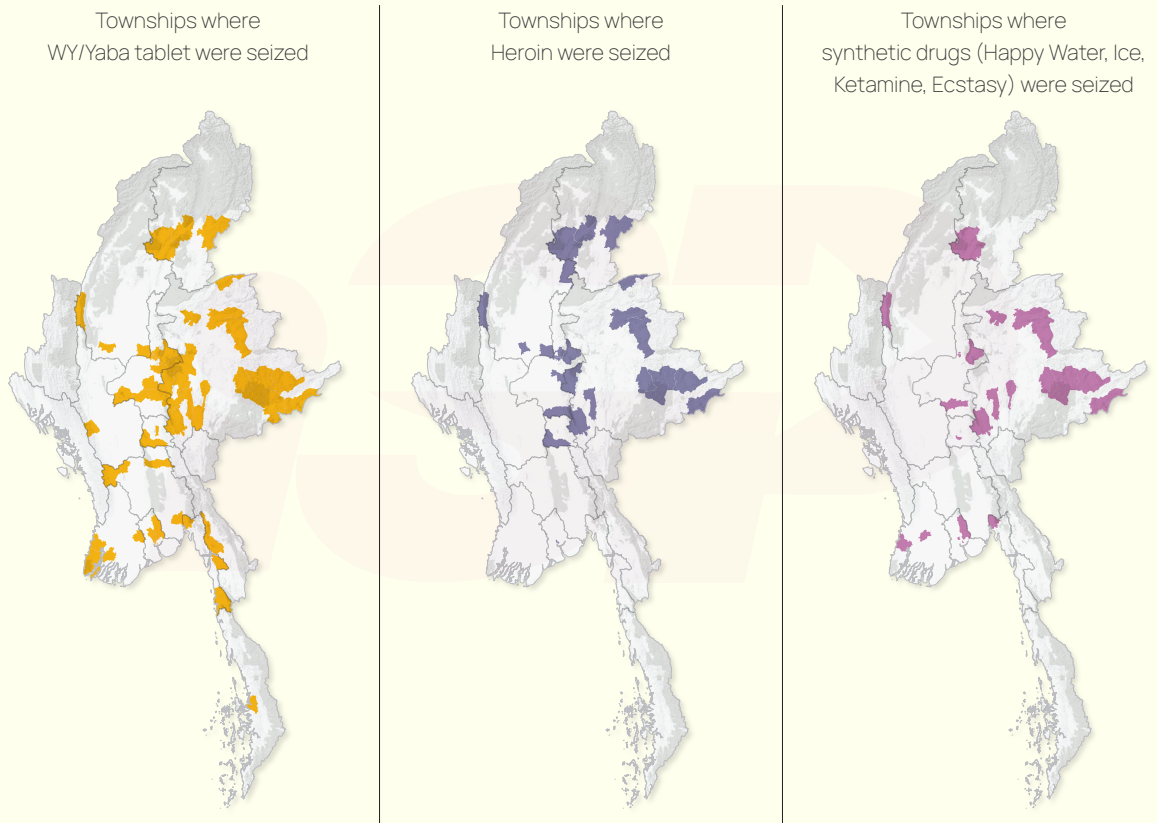 Townships where
WY/Yaba tablet were seized
Townships where
Heroin were seized
Townships where
synthetic drugs (Happy Water, Ice,
Ketamine, Ecstasy) were seized